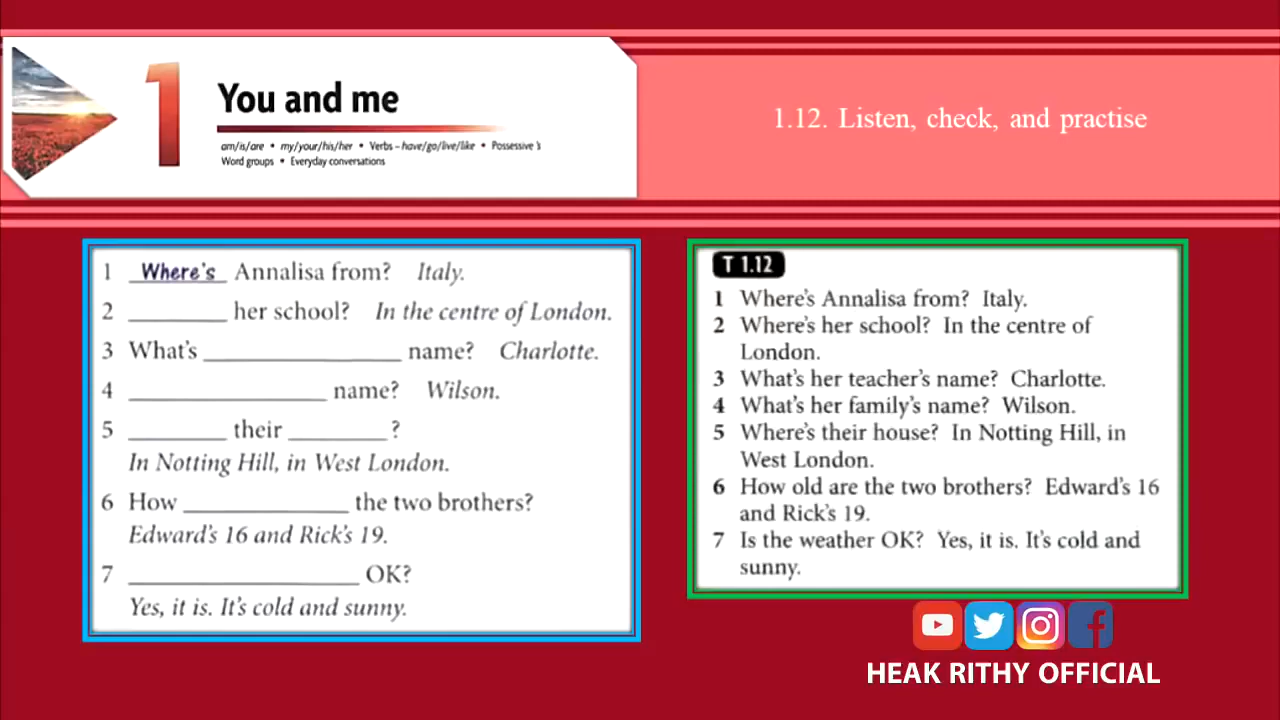 1 You and me
am/is/are • my/your/his/her • Verbs – have/go/live/like • Possessive 's
Word groups • Everyday conversations
1.12. Listen, check, and practise
1 Where's Annalisa from? Italy.
2 ________ her school? In the centre of London.
3 What's ________________ name? Charlotte.
4 ________________ name? Wilson.
5 ________ their ________ ?
In Notting Hill, in West London.
6 How _____________ the two brothers?
Edward's 16 and Rick's 19.
7 ___________________ OK?
Yes, it is. It's cold and sunny.
T 1.12
1 Where's Annalisa from? Italy.
2 Where's her school? In the centre of
London.
3 What's her teacher's name? Charlotte.
4 What's her family's name? Wilson.
5 Where's their house? In Notting Hill, in
West London.
6 How old are the two brothers? Edward's 16
and Rick's 19.
7 Is the weather OK? Yes, it is. It's cold and
sunny.
HEAK RITHY OFFICIAL